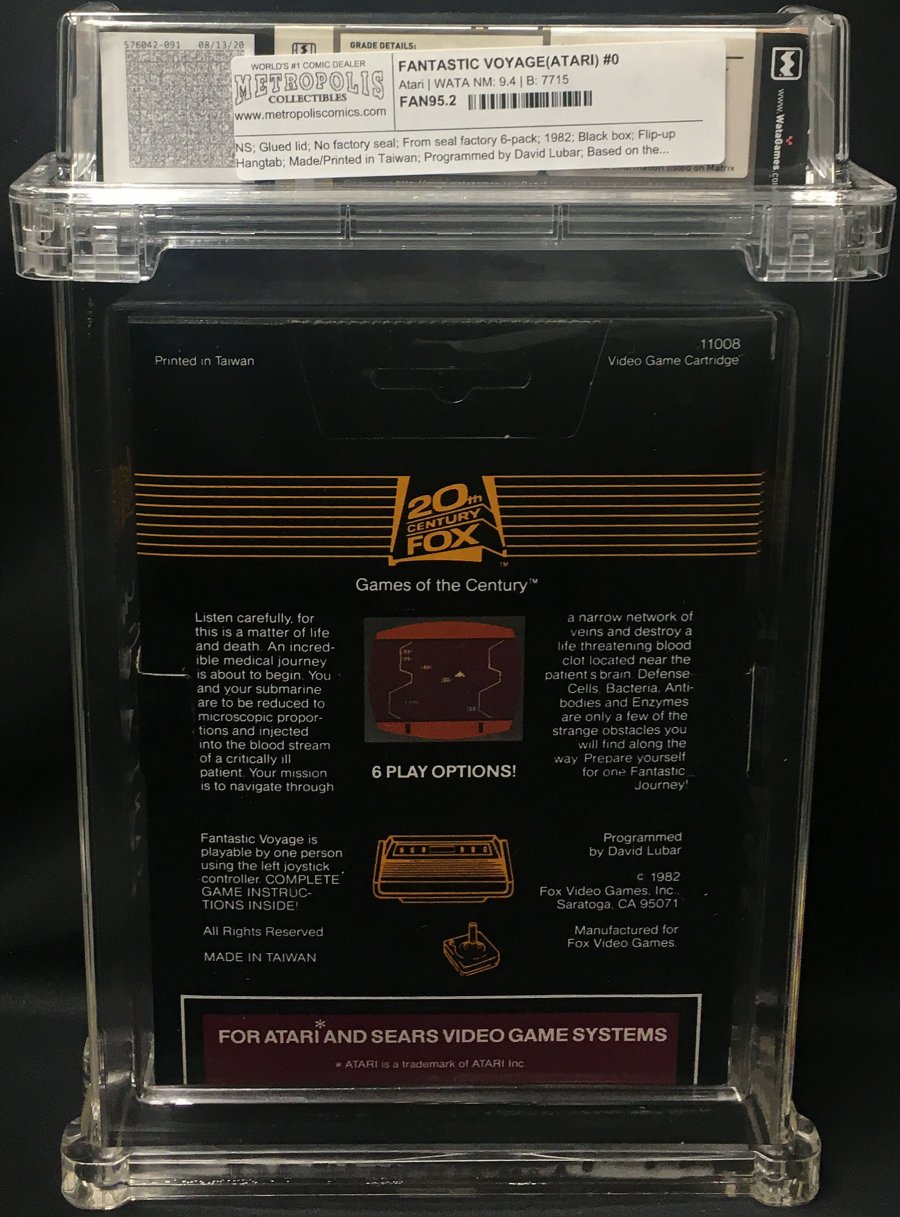 576042-091 08/13/20
GRADE DETAILS:
WORLD'S #1 COMIC DEALER
METROPOLIS
COLLECTIBLES
www.metropoliscomics.com
FANTASTIC VOYAGE(ATARI) #0
Atari | WATA NM: 9.4 | B: 7715
FAN95.2
NS; Glued lid; No factory seal; From seal factory 6-pack; 1982; Black box; Flip-up
Hangtab; Made/Printed in Taiwan; Programmed by David Lubar; Based on the...
listed on Matrix
www.WataGames.co
Printed in Taiwan
11008
Video Game Cartridge
20th
CENTURY
FOX
TM
Games of the Century™
Listen carefully, for
this is a matter of life
and death. An incred-
ible medical journey
is about to begin. You
and your submarine
are to be reduced to
microscopic propor-
tions and injected
into the blood stream
of a critically ill
patient. Your mission
is to navigate through
a narrow network of
veins and destroy a
life threatening blood
clot located near the
patient's brain. Defense
Cells, Bacteria, Anti-
bodies and Enzymes
are only a few of the
strange obstacles you
will find along the
way. Prepare yourself
for one Fantastic
Journey!
6 PLAY OPTIONS!
Fantastic Voyage is
playable by one person
using the left joystick
controller. COMPLETE
GAME INSTRUC-
TIONS INSIDE!
All Rights Reserved
MADE IN TAIWAN
Programmed
by David Lubar
c 1982
Fox Video Games, Inc.,
Saratoga, CA 95071
Manufactured for
Fox Video Games.
FOR ATARI* AND SEARS VIDEO GAME SYSTEMS
* ATARI is a trademark of ATARI Inc.